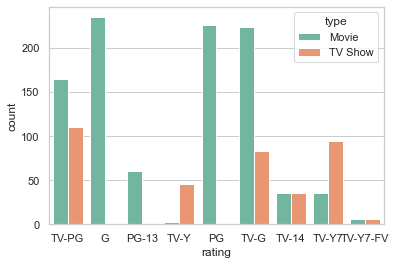 type
Movie
TV Show
200
150
100
50
0
count
TV-PG G PG-13 TV-Y PG TV-G TV-14 TV-Y7 TV-Y7-FV
rating